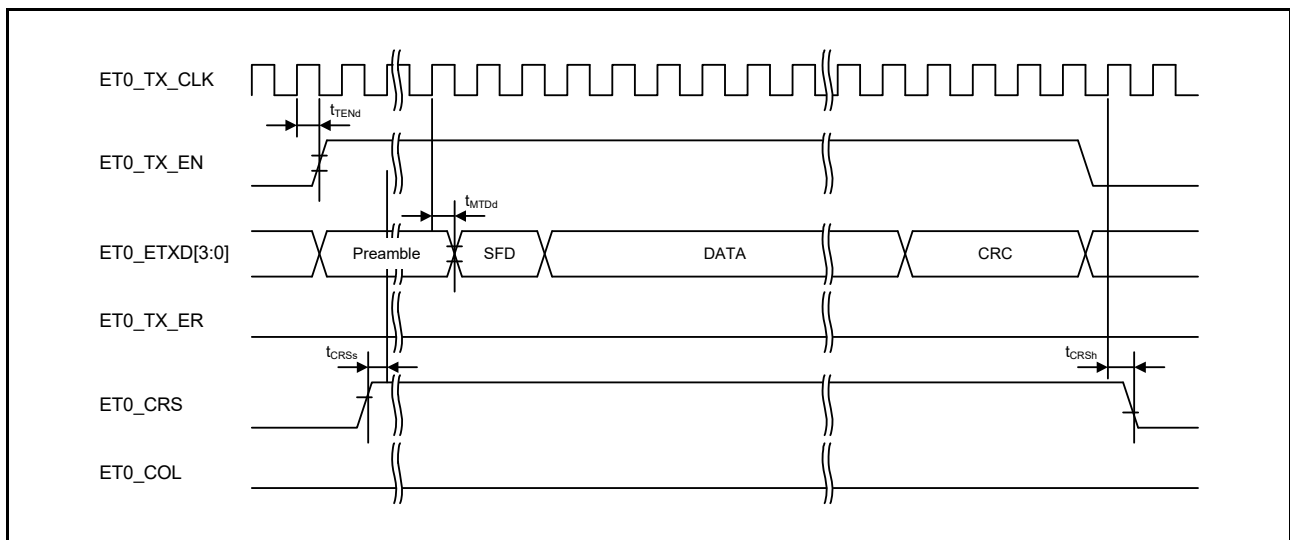 ET0_TX_CLK
tTENd
ET0_TX_EN
tMTDd
ET0_ETXD[3:0] Preamble SFD DATA CRC
ET0_TX_ER
tCRSs tCRSh
ET0_CRS
ET0_COL